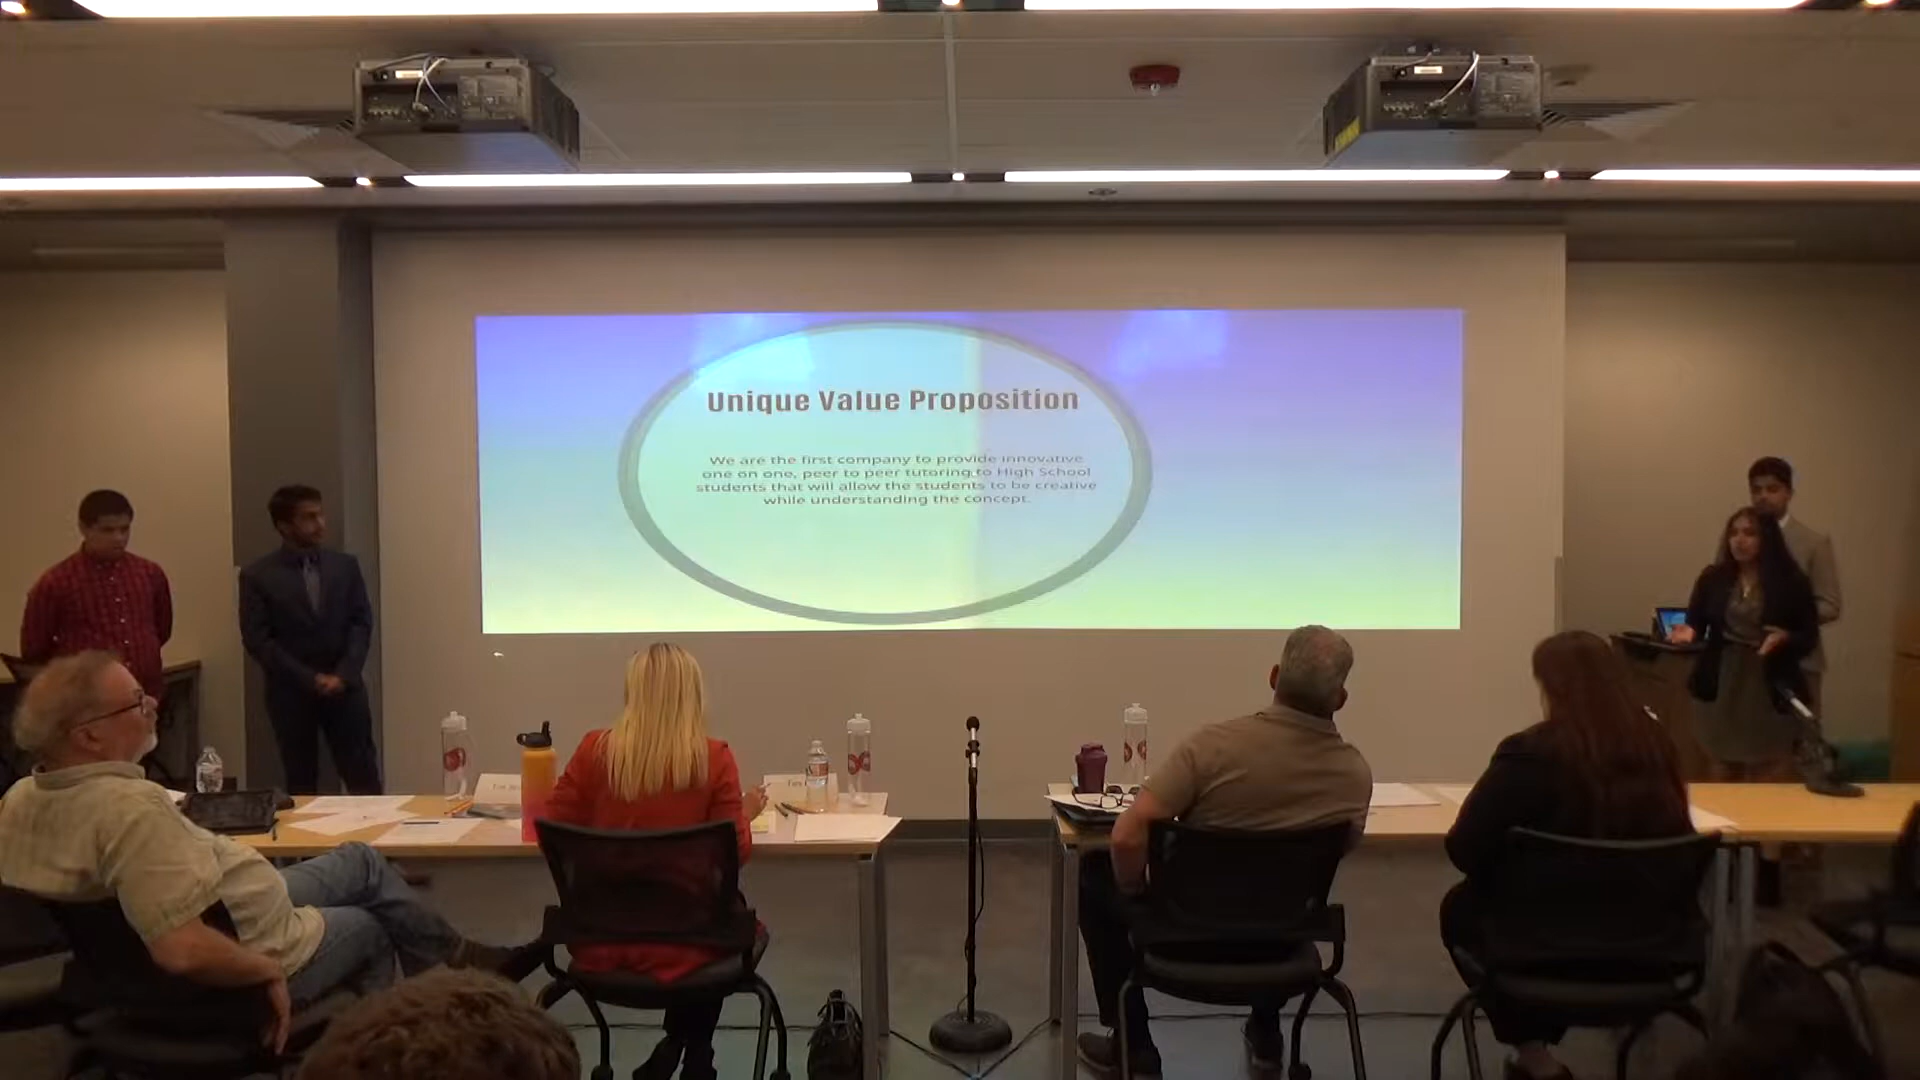 Unique Value Proposition
We are the first company to provide innovative
one on one, peer to peer tutoring to High School
students that will allow the students to be creative
while understanding the concept.